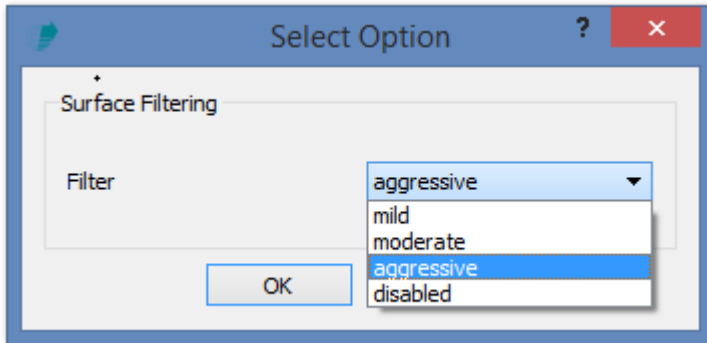 Select Option
?
Surface Filtering
Filter
aggressive
mild
moderate
aggressive
disabled
OK